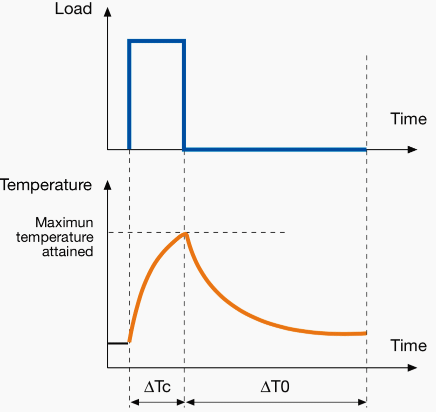 Load
Time
Temperature
Maximun
temperature
attained
Time
ΔTc
ΔT0